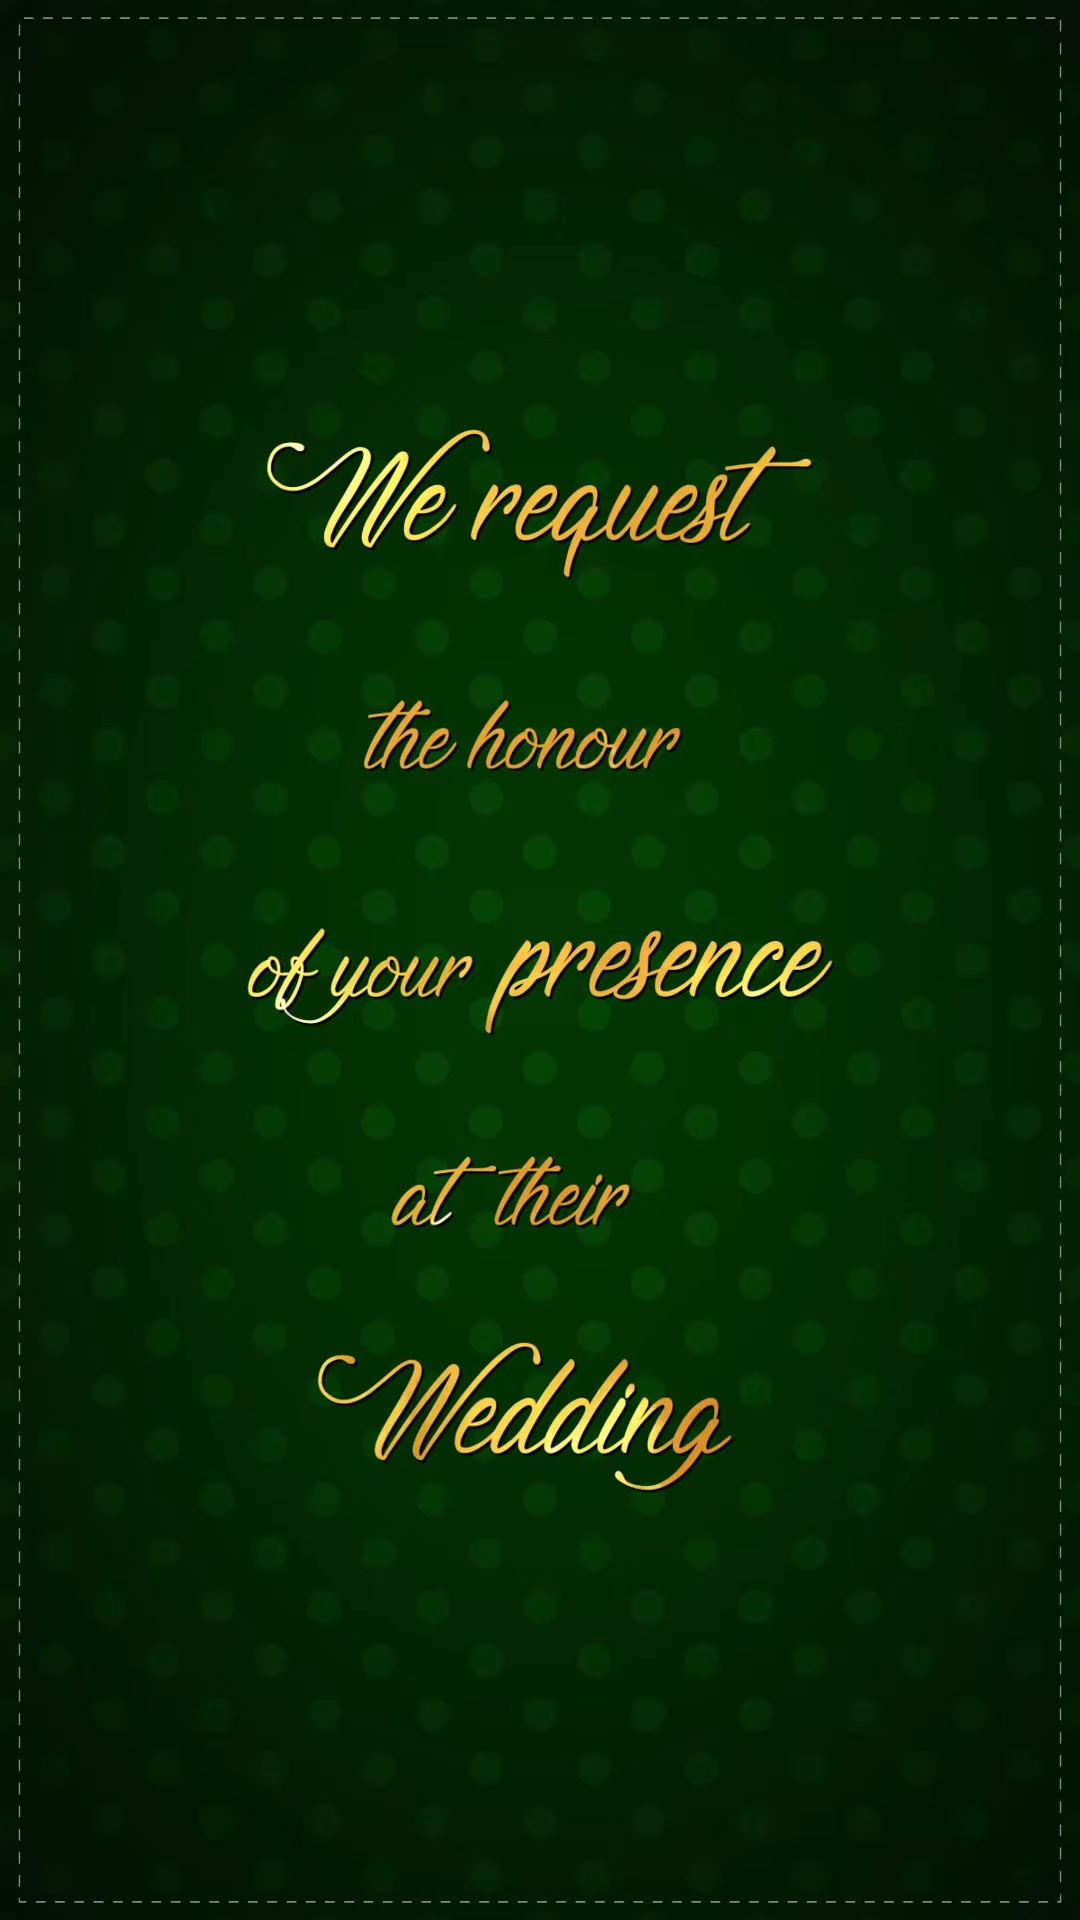 We request
the honour
of your presence
at their
Wedding